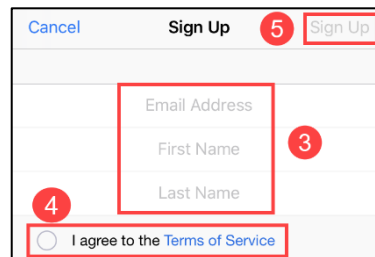 Cancel Sign Up 5 Sign Up
Email Address
First Name
3
Last Name
4
I agree to the Terms of Service